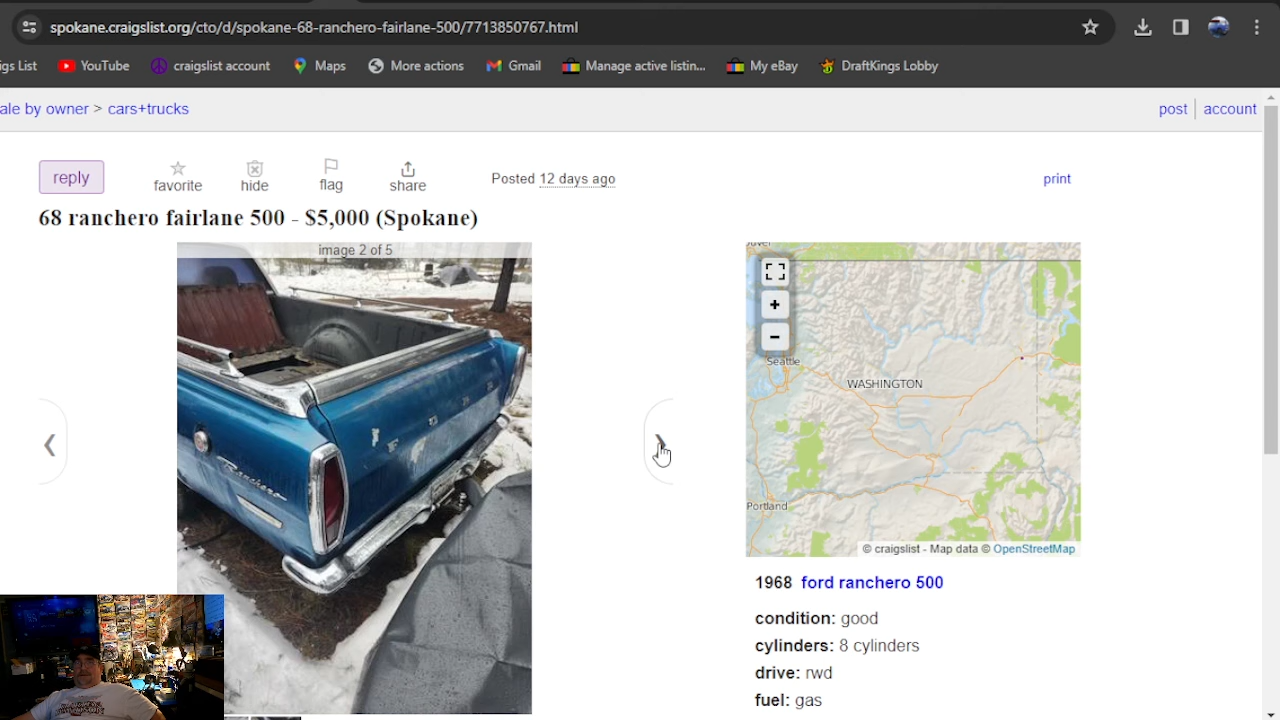 spokane.craigslist.org/cto/d/spokane-68-ranchero-fairlane-500/7713850767.html
igs List YouTube craigslist account Maps More actions Gmail Manage active listin... My eBay DraftKings Lobby
ale by owner > cars+trucks post account
reply favorite hide flag share Posted 12 days ago print
68 ranchero fairlane 500 - $5,000 (Spokane)
image 2 of 5
FORD
Ranchero
+
-
Seattle
WASHINGTON
Portland
© craigslist - Map data © OpenStreetMap
1968 ford ranchero 500
condition: good
cylinders: 8 cylinders
drive: rwd
fuel: gas